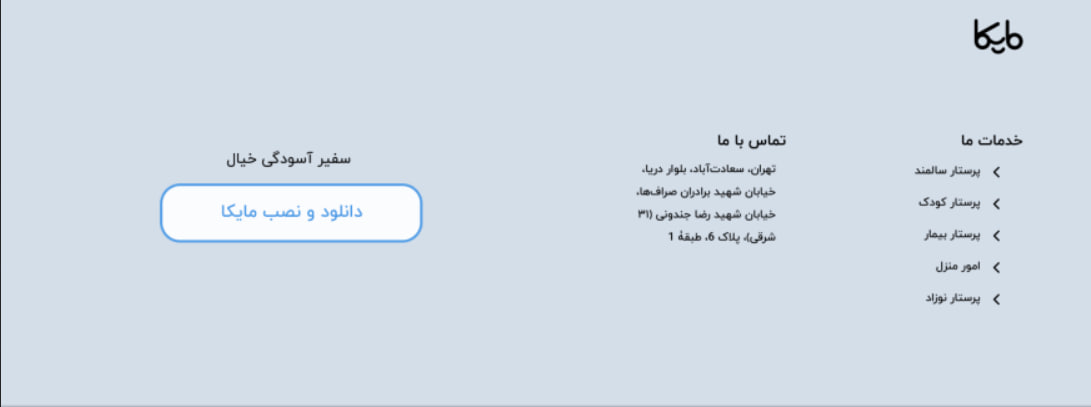 مایکا
خدمات ما
پرستار سالمند
پرستار کودک
پرستار بیمار
امور منزل
پرستار نوزاد
تماس با ما
تهران، سعادت‌آباد، بلوار دریا،
خیابان شهید برادران صراف‌ها،
خیابان شهید رضا جندونی (۳۱
شرقی)، پلاک 6، طبقهٔ 1
سفیر آسودگی خیال
دانلود و نصب مایکا